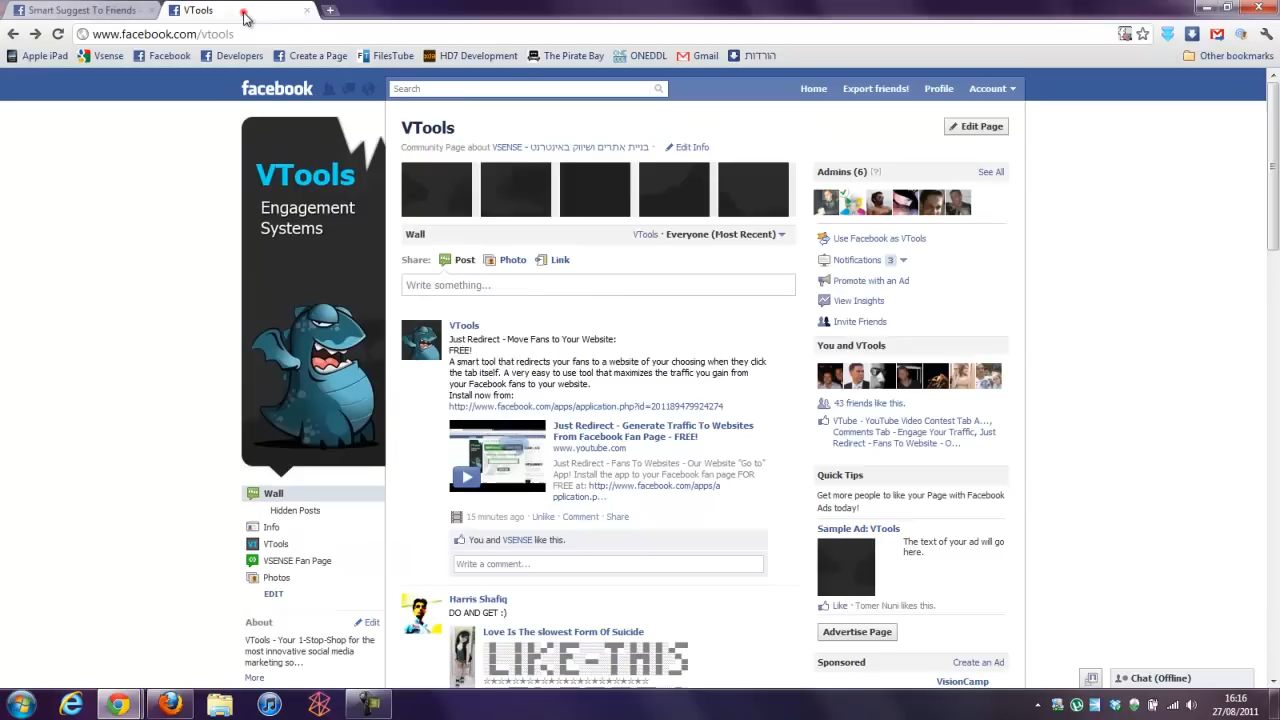 Smart Suggest To Friends
VTools
www.facebook.com/vtools
Apple iPad
Vsense
Facebook
Developers
Create a Page
FilesTube
HD7 Development
The Pirate Bay
ONEDDL
Gmail
הורדות
Other bookmarks
facebook
Search
Home
Export friends!
Profile
Account
VTools
Engagement
Systems
VTools
Edit Page
Community Page about VSENSE - בניית אתרים ושיווק באינטרנט · Edit Info
Wall
VTools · Everyone (Most Recent)
Share: Post Photo Link
Write something...
VTools
Just Redirect - Move Fans to Your Website:
FREE!
A smart tool that redirects your fans to a website of your choosing when they click
the tab itself. A very easy to use tool that maximizes the traffic you gain from
your Facebook fans to your website.
Install now from:
http://www.facebook.com/apps/application.php?id=201189479924274
Just Redirect - Generate Traffic To Websites
From Facebook Fan Page - FREE!
www.youtube.com
Just Redirect - Fans To Websites - Our Website "Go to"
App! Install the app to your Facebook fan page FOR
FREE at: http://www.facebook.com/apps/a
pplication.p...
15 minutes ago · Unlike · Comment · Share
You and VSENSE like this.
Write a comment...
Harris Shafiq
DO AND GET :)
Love Is The slowest Form Of Suicide
Wall
Hidden Posts
Info
VTools
VSENSE Fan Page
Photos
EDIT
About
Edit
VTools - Your 1-Stop-Shop for the
most innovative social media
marketing so...
More
Admins (6) [?]
See All
Use Facebook as VTools
Notifications 3
Promote with an Ad
View Insights
Invite Friends
You and VTools
43 friends like this.
VTube - YouTube Video Contest Tab A...,
Comments Tab - Engage Your Traffic, Just
Redirect - Fans To Website - O...
Quick Tips
Get more people to like your Page with Facebook
Ads today!
Sample Ad: VTools
The text of your ad will go
here.
Like · Tomer Nuni likes this.
Advertise Page
Sponsored
Create an Ad
VisionCamp
Chat (Offline)
16:16
27/08/2011